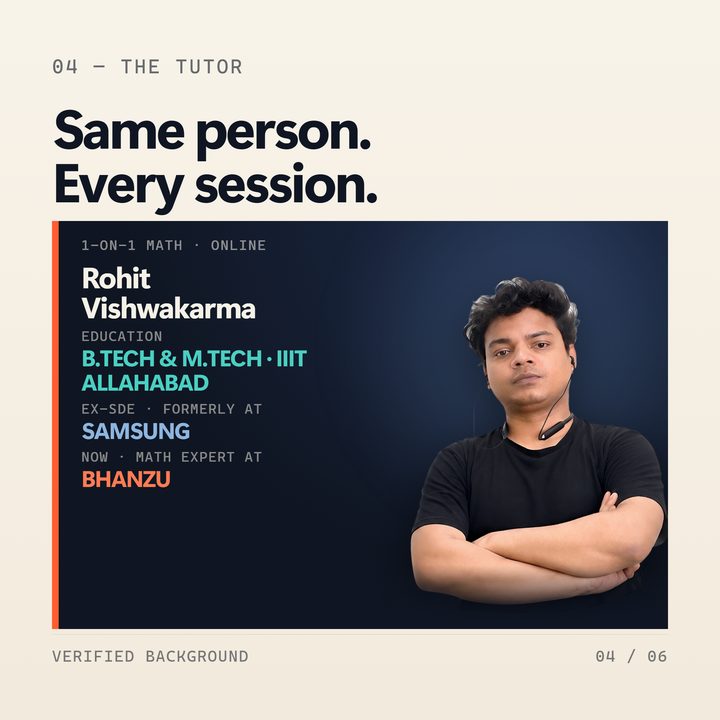 04 — THE TUTOR
Same person.
Every session.
1-ON-1 MATH · ONLINE
Rohit
Vishwakarma
EDUCATION
B.TECH & M.TECH · IIIT
ALLAHABAD
EX-SDE · FORMERLY AT
SAMSUNG
NOW · MATH EXPERT AT
BHANZU
VERIFIED BACKGROUND
04 / 06